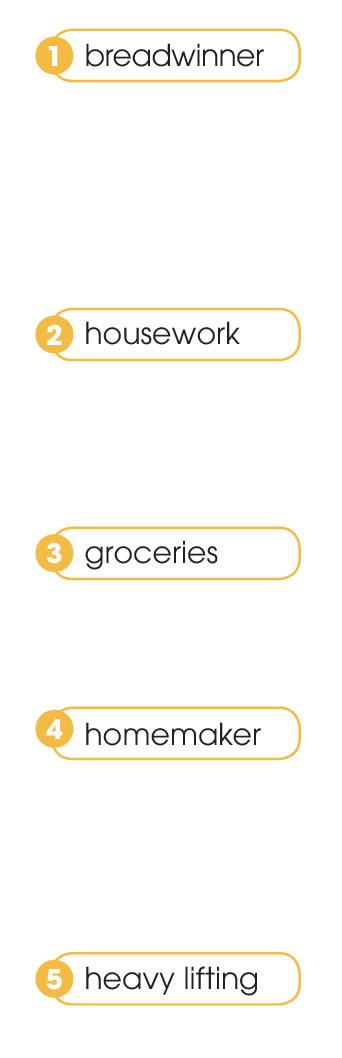 1 breadwinner
2 housework
3 groceries
4 homemaker
5 heavy lifting